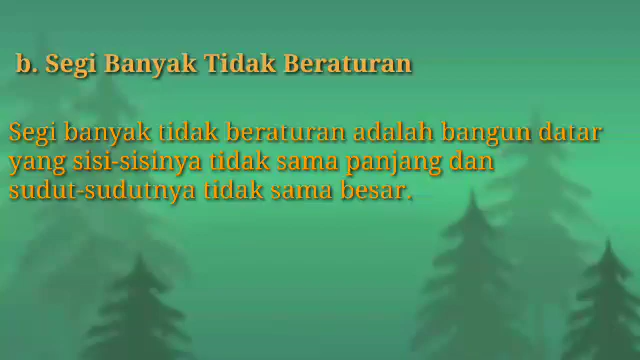 b. Segi Banyak Tidak Beraturan
Segi banyak tidak beraturan adalah bangun datar
yang sisi-sisinya tidak sama panjang dan
sudut-sudutnya tidak sama besar.